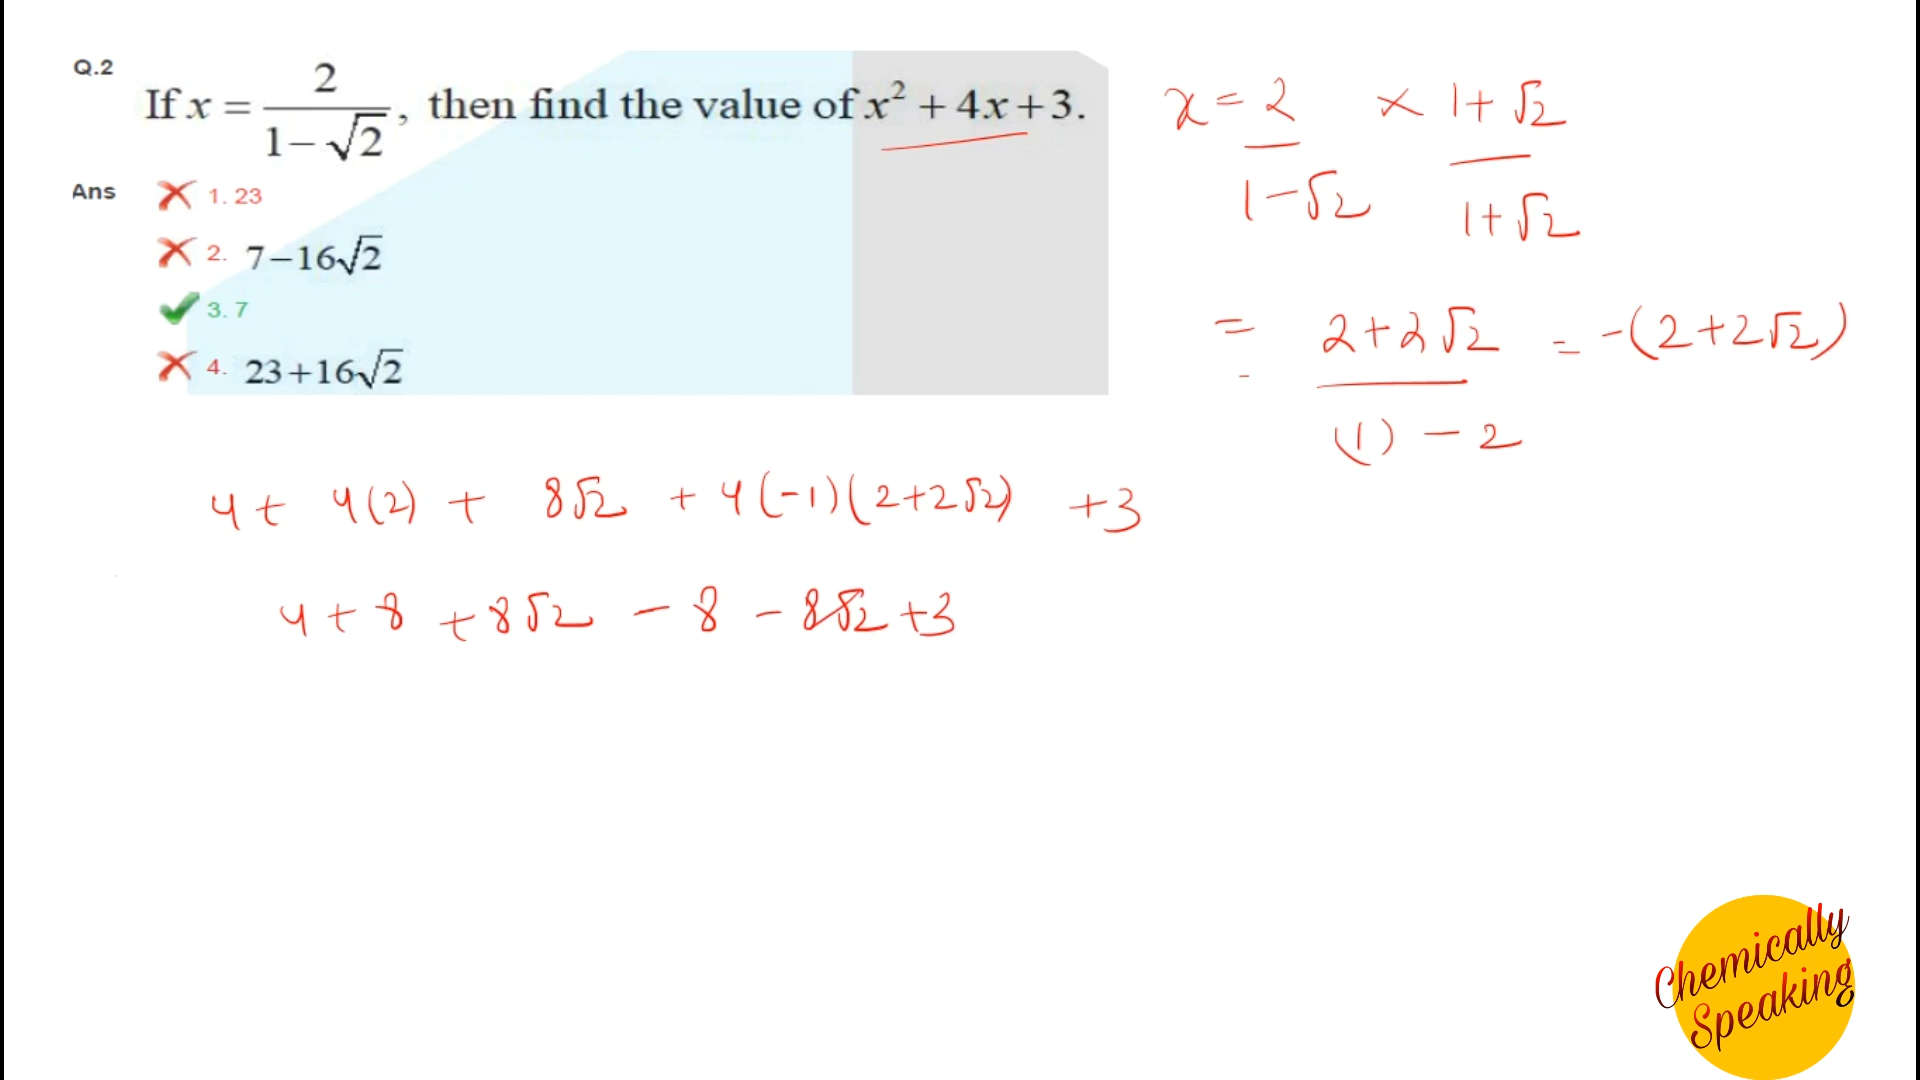 Q.2
If x = 2/(1−√2), then find the value of x² + 4x + 3.
Ans
1. 23
2. 7−16√2
3. 7
4. 23+16√2
x = 2/(1−√2) × (1+√2)/(1+√2)
= (2+2√2)/((1)−2) = −(2+2√2)
4 + 4(2) + 8√2 + 4(−1)(2+2√2) + 3
4 + 8 + 8√2 − 8 − 8√2 + 3
Chemically
Speaking